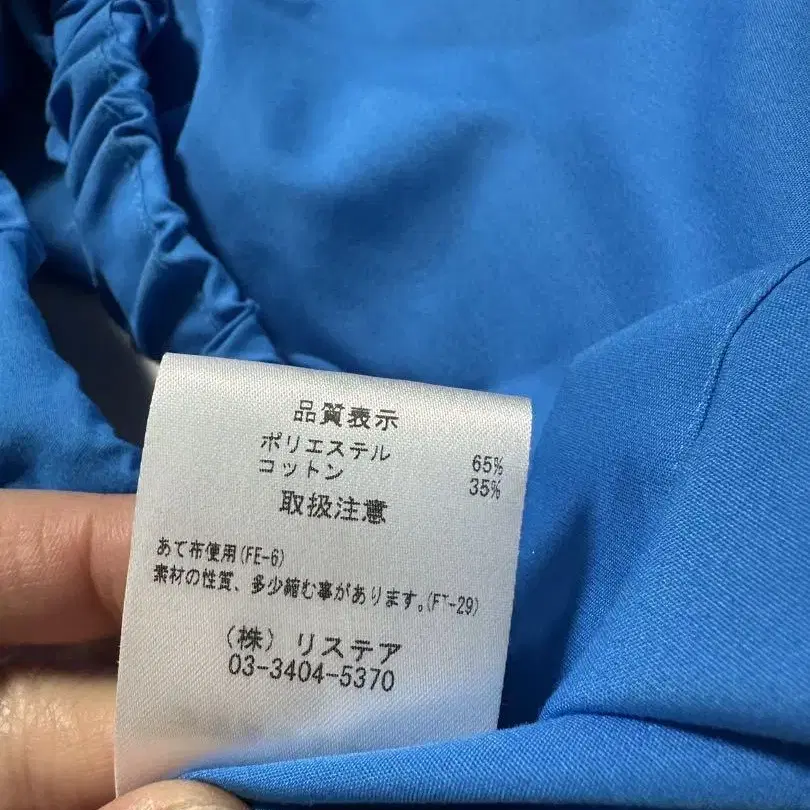 品質表示
ポリエステル 65%
コットン 35%
取扱注意
あて布使用(FE-6)
素材の性質、多少縮む事があります。(FT-29)
(株) リステア
03-3404-5370